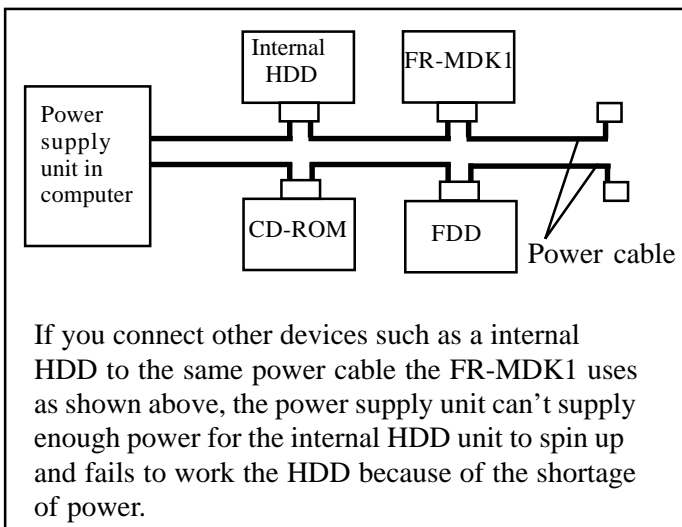 Internal
HDD
FR-MDK1
Power
supply
unit in
computer
CD-ROM
FDD
Power cable
If you connect other devices such as a internal
HDD to the same power cable the FR-MDK1 uses
as shown above, the power supply unit can’t supply
enough power for the internal HDD unit to spin up
and fails to work the HDD because of the shortage
of power.